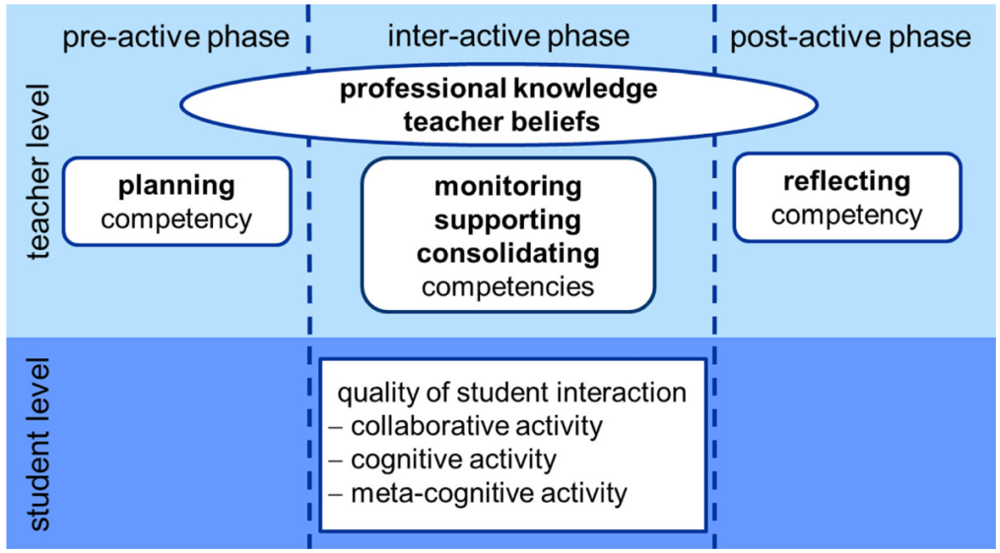 pre-active phase
inter-active phase
post-active phase
teacher level
professional knowledge
teacher beliefs
planning
competency
monitoring
supporting
consolidating
competencies
reflecting
competency
student level
quality of student interaction
– collaborative activity
– cognitive activity
– meta-cognitive activity